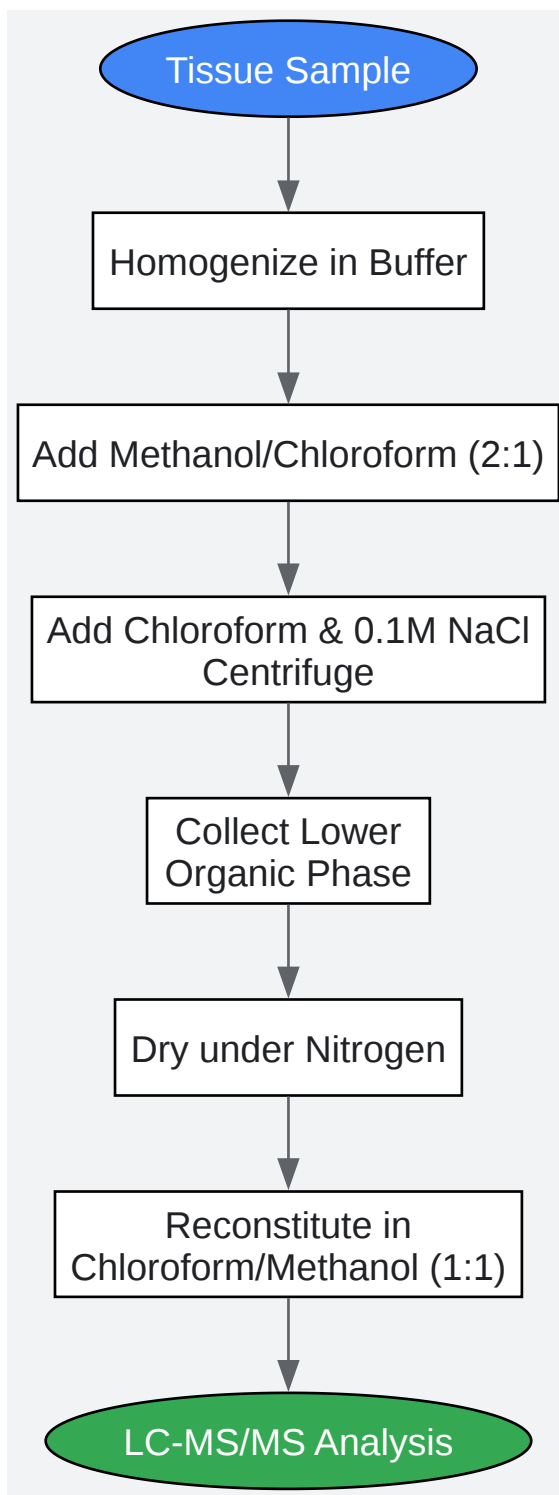 Tissue Sample
Homogenize in Buffer
Add Methanol/Chloroform (2:1)
Add Chloroform & 0.1M NaCl
Centrifuge
Collect Lower
Organic Phase
Dry under Nitrogen
Reconstitute in
Chloroform/Methanol (1:1)
LC-MS/MS Analysis